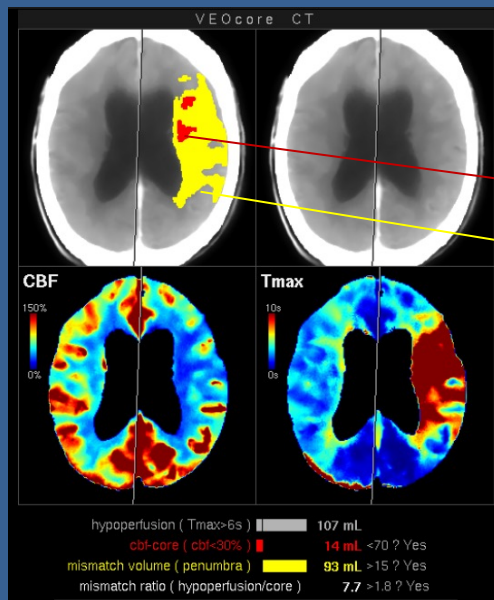 VEOcore CT
CBF
Tmax
150%
10s
0%
0s
hypoperfusion ( Tmax>6s ) 107 mL
cbf-core ( cbf<30% ) 14 mL <70 ? Yes
mismatch volume ( penumbra ) 93 mL >15 ? Yes
mismatch ratio ( hypoperfusion/core ) 7.7 >1.8 ? Yes